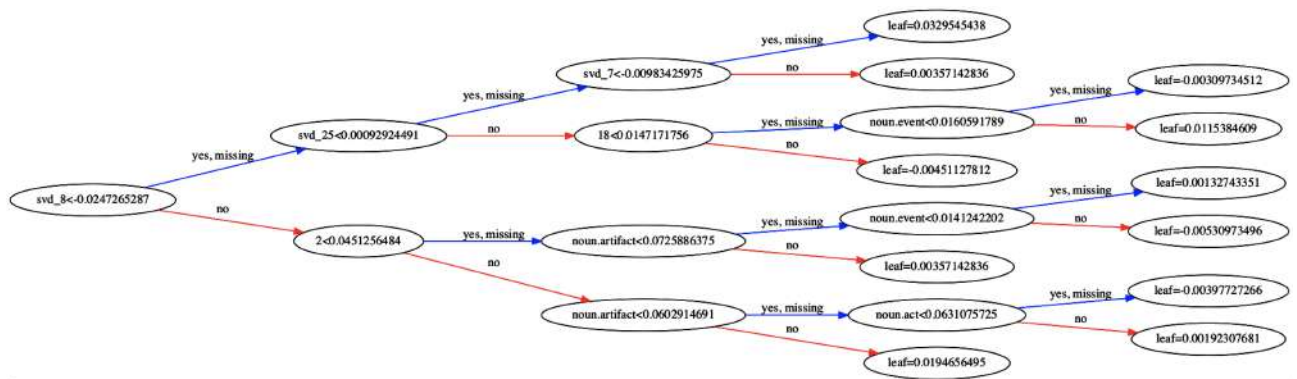 leaf=0.0329545438
yes, missing
svd_7<-0.00983425975
no
leaf=0.00357142836
yes, missing
leaf=-0.00309734512
yes, missing
svd_25<0.00092924491
no
18<0.0147171756
yes, missing
noun.event<0.0160591789
no
leaf=0.0115384609
yes, missing
no
leaf=-0.00451127812
svd_8<-0.0247265287
no
yes, missing
leaf=0.00132743351
2<0.0451256484
yes, missing
noun.artifact<0.0725886375
yes, missing
noun.event<0.0141242202
no
leaf=-0.00530973496
no
no
leaf=0.00357142836
yes, missing
leaf=-0.00397727266
noun.artifact<0.0602914691
yes, missing
noun.act<0.0631075725
no
leaf=0.00192307681
no
leaf=0.0194656495